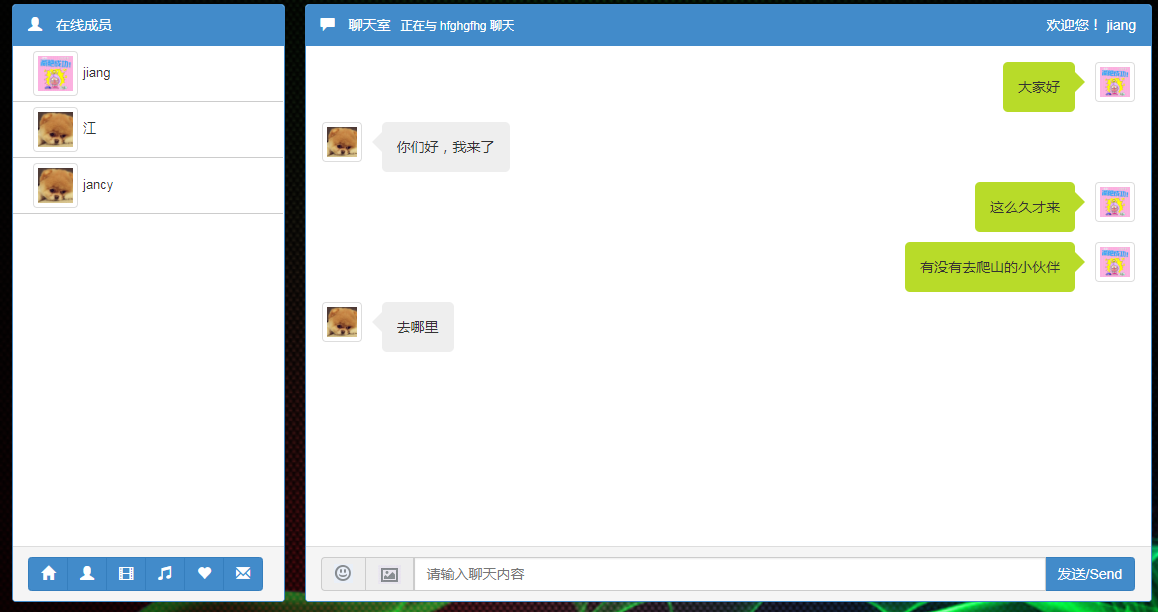 在线成员
jiang
江
jancy
聊天室 正在与 hfghgfhg 聊天
欢迎您！ jiang
大家好
你们好，我来了
这么久才来
有没有去爬山的小伙伴
去哪里
请输入聊天内容
发送/Send